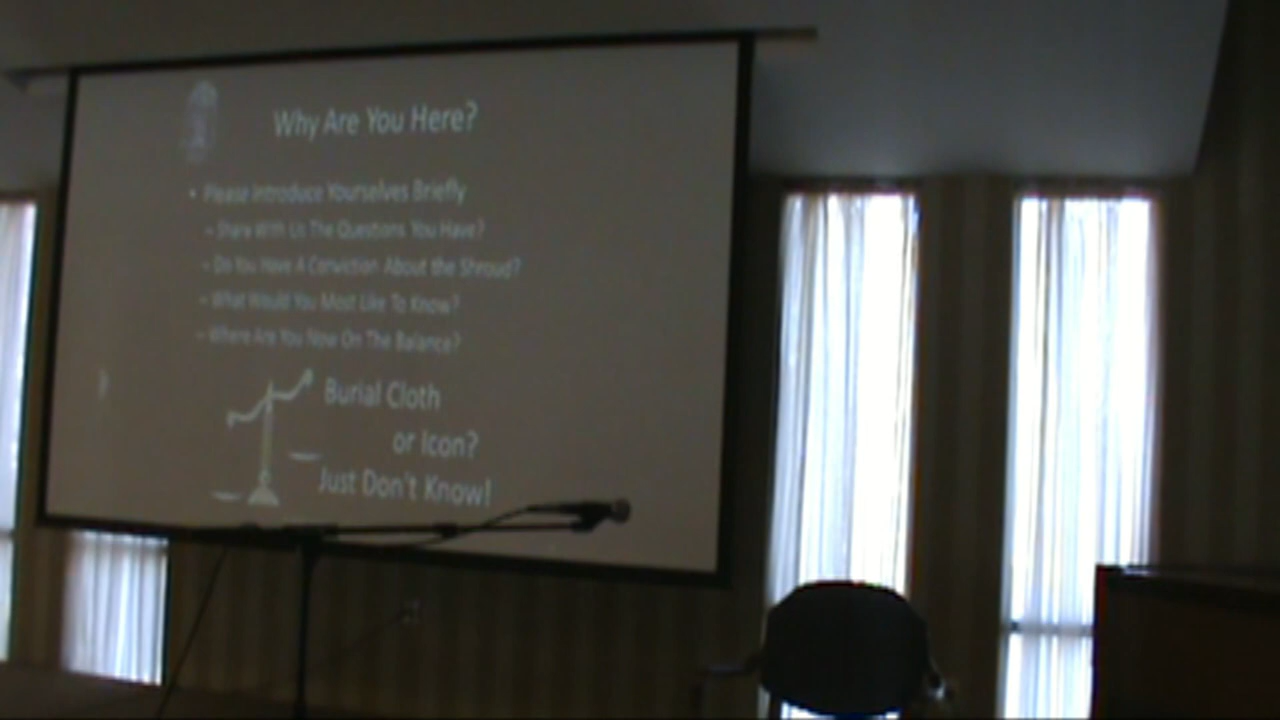 Why Are You Here?
• Please Introduce Yourselves Briefly
– Share With Us The Questions You Have?
– Do You Have A Conviction About the Shroud?
– What Would You Most Like To Know?
– Where Are You Now On The Balance?
Burial Cloth
or Icon?
Just Don't Know!